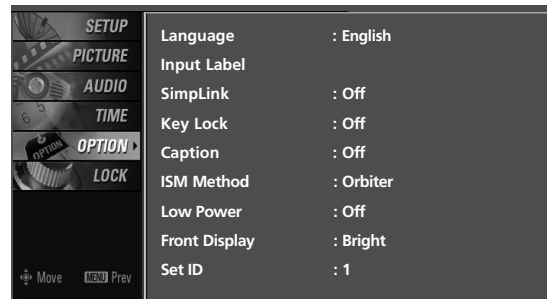 SETUP
PICTURE
AUDIO
TIME
OPTION
LOCK
Move MENU Prev
Language : English
Input Label
SimpLink : Off
Key Lock : Off
Caption : Off
ISM Method : Orbiter
Low Power : Off
Front Display : Bright
Set ID : 1